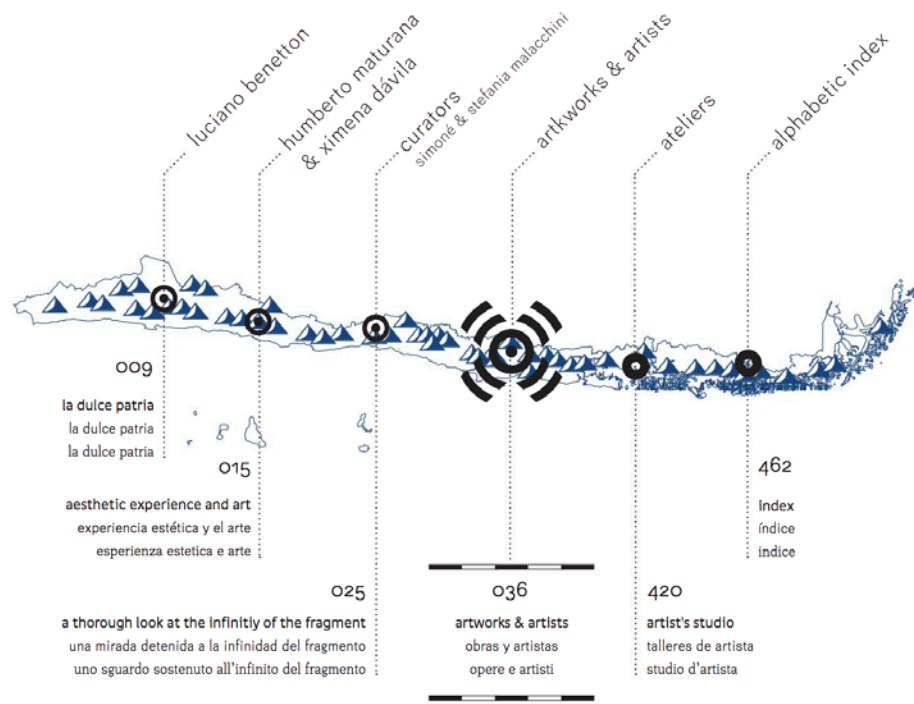 luciano benetton
humberto maturana
& ximena dávila
curators
simoné & stefania malacchini
artkworks & artists
ateliers
alphabetic index
009
la dulce patria
la dulce patria
la dulce patria
015
aesthetic experience and art
experiencia estética y el arte
esperienza estetica e arte
025
a thorough look at the infinitiy of the fragment
una mirada detenida a la infinidad del fragmento
uno sguardo sostenuto all'infinito del fragmento
036
artworks & artists
obras y artistas
opere e artisti
420
artist's studio
talleres de artista
studio d'artista
462
index
índice
indice